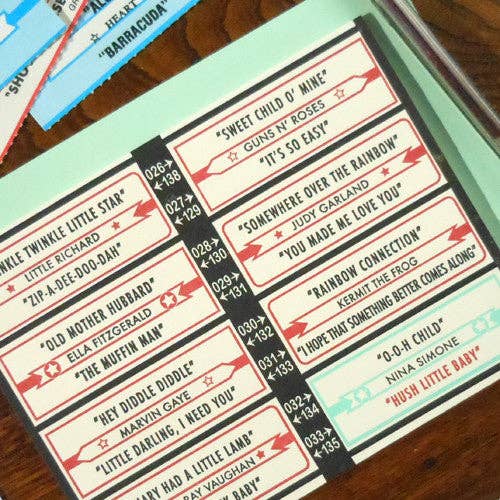 HEART
"BARRACUDA"
"SWEET CHILD O' MINE"
GUNS N' ROSES
"IT'S SO EASY"
"SOMEWHERE OVER THE RAINBOW"
JUDY GARLAND
"YOU MADE ME LOVE YOU"
"RAINBOW CONNECTION"
KERMIT THE FROG
"I HOPE THAT SOMETHING BETTER COMES ALONG"
"O-O-H CHILD"
NINA SIMONE
"HUSH LITTLE BABY"
026→
←138
027→
←129
028→
←130
029→
←131
030→
←132
031→
←133
032→
←134
033→
←135
TWINKLE LITTLE STAR"
LITTLE RICHARD
"ZIP-A-DEE-DOO-DAH"
"OLD MOTHER HUBBARD"
ELLA FITZGERALD
"THE MUFFIN MAN"
"HEY DIDDLE DIDDLE"
MARVIN GAYE
"LITTLE DARLING, I NEED YOU"
HAD A LITTLE LAMB"
VAUGHAN
BABY"